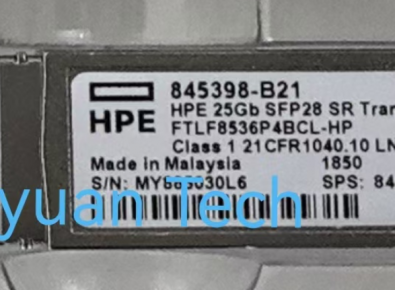 845398-B21
HPE 25Gb SFP28 SR Tran
HPE
FTLF8536P4BCL-HP
Class 1 21CFR1040.10 LN
Made in Malaysia 1850
S/N: SPS: 84
yuan Tech